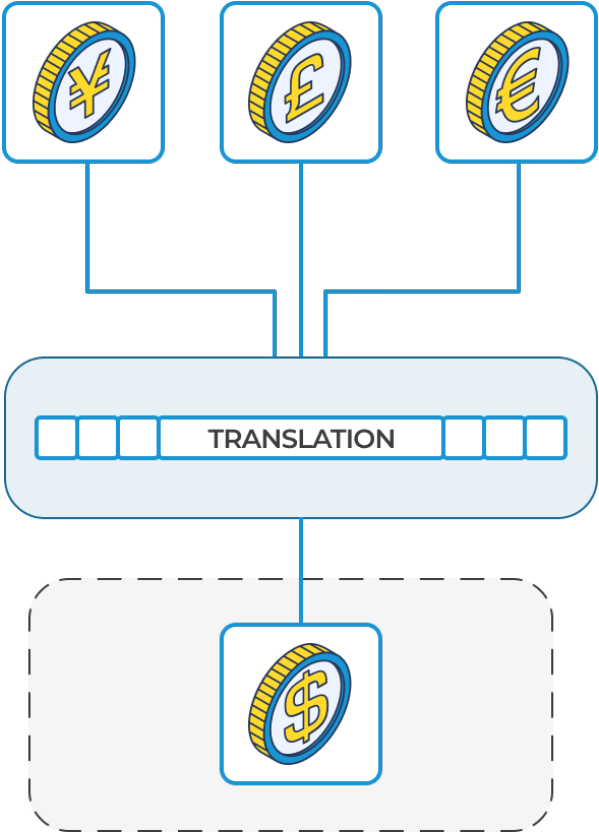 ¥ £ €
TRANSLATION
$